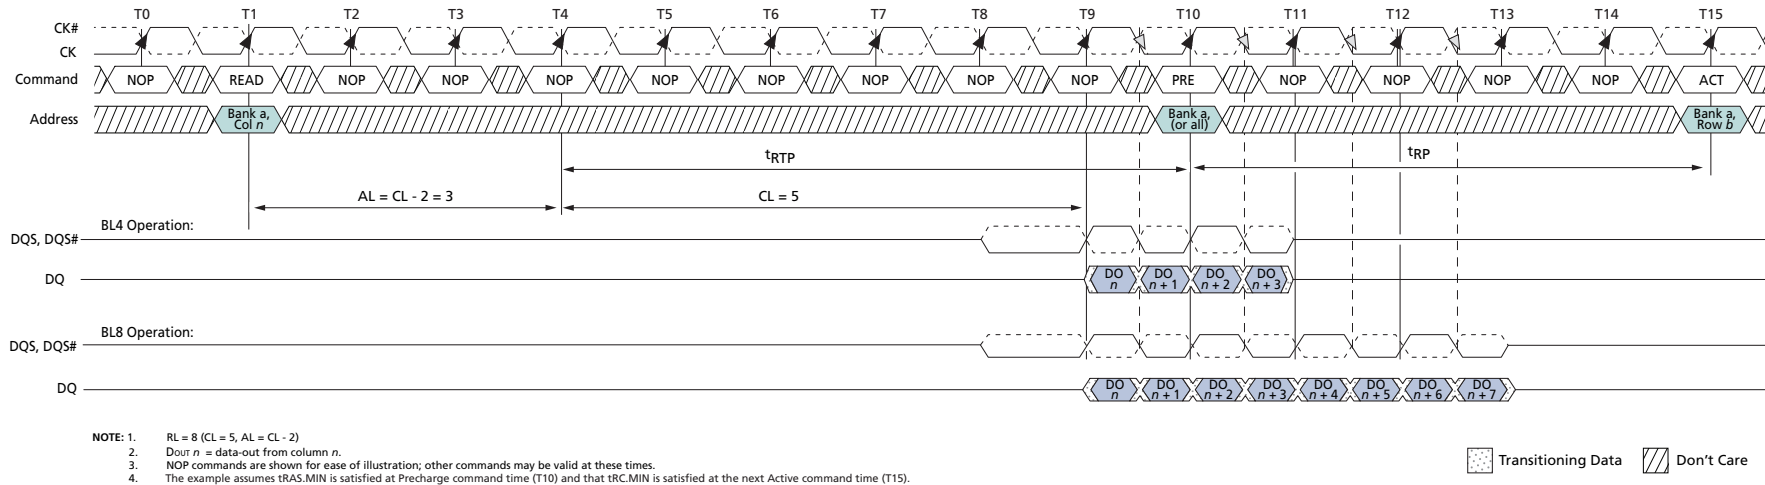 T0 T1 T2 T3 T4 T5 T6 T7 T8 T9 T10 T11 T12 T13 T14 T15
CK#
CK
Command NOP READ NOP NOP NOP NOP NOP NOP NOP NOP PRE NOP NOP NOP NOP ACT
Address
Bank a, Bank a, Bank a,
Col n (or all) Row b
tRTP tRP
AL = CL - 2 = 3 CL = 5
BL4 Operation:
DQS, DQS#
DQ
DO DO DO DO
n n + 1 n + 2 n + 3
BL8 Operation:
DQS, DQS#
DQ
DO DO DO DO DO DO DO DO
n n + 1 n + 2 n + 3 n + 4 n + 5 n + 6 n + 7
NOTE: 1. RL = 8 (CL = 5, AL = CL - 2)
2. DOUT n = data-out from column n.
3. NOP commands are shown for ease of illustration; other commands may be valid at these times.
4. The example assumes tRAS.MIN is satisfied at Precharge command time (T10) and that tRC.MIN is satisfied at the next Active command time (T15).
Transitioning Data Don't Care